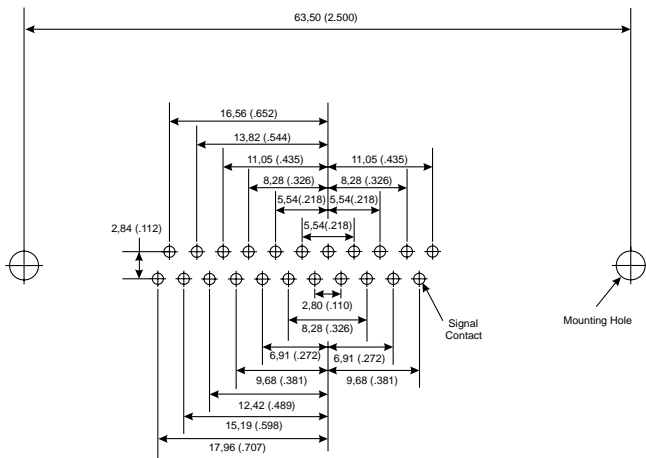 63,50 (2.500)
16,56 (.652)
13,82 (.544)
11,05 (.435) 11,05 (.435)
8,28 (.326) 8,28 (.326)
5,54(.218) 5,54(.218)
2,84 (.112) 5,54(.218)
2,80 (.110)
Signal
Contact
Mounting Hole
8,28 (.326)
6,91 (.272) 6,91 (.272)
9,68 (.381) 9,68 (.381)
12,42 (.489)
15,19 (.598)
17,96 (.707)